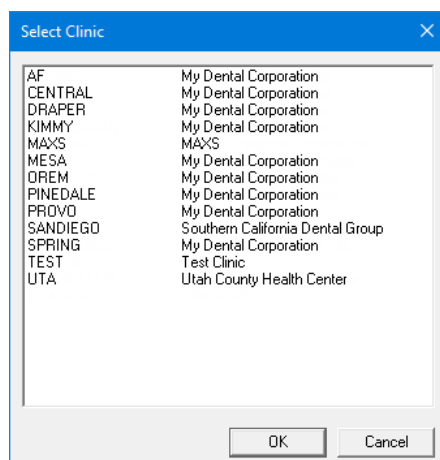 Select Clinic
AF My Dental Corporation
CENTRAL My Dental Corporation
DRAPER My Dental Corporation
KIMMY My Dental Corporation
MAXS MAXS
MESA My Dental Corporation
OREM My Dental Corporation
PINEDALE My Dental Corporation
PROVO My Dental Corporation
SANDIEGO Southern California Dental Group
SPRING My Dental Corporation
TEST Test Clinic
UTA Utah County Health Center
OK Cancel